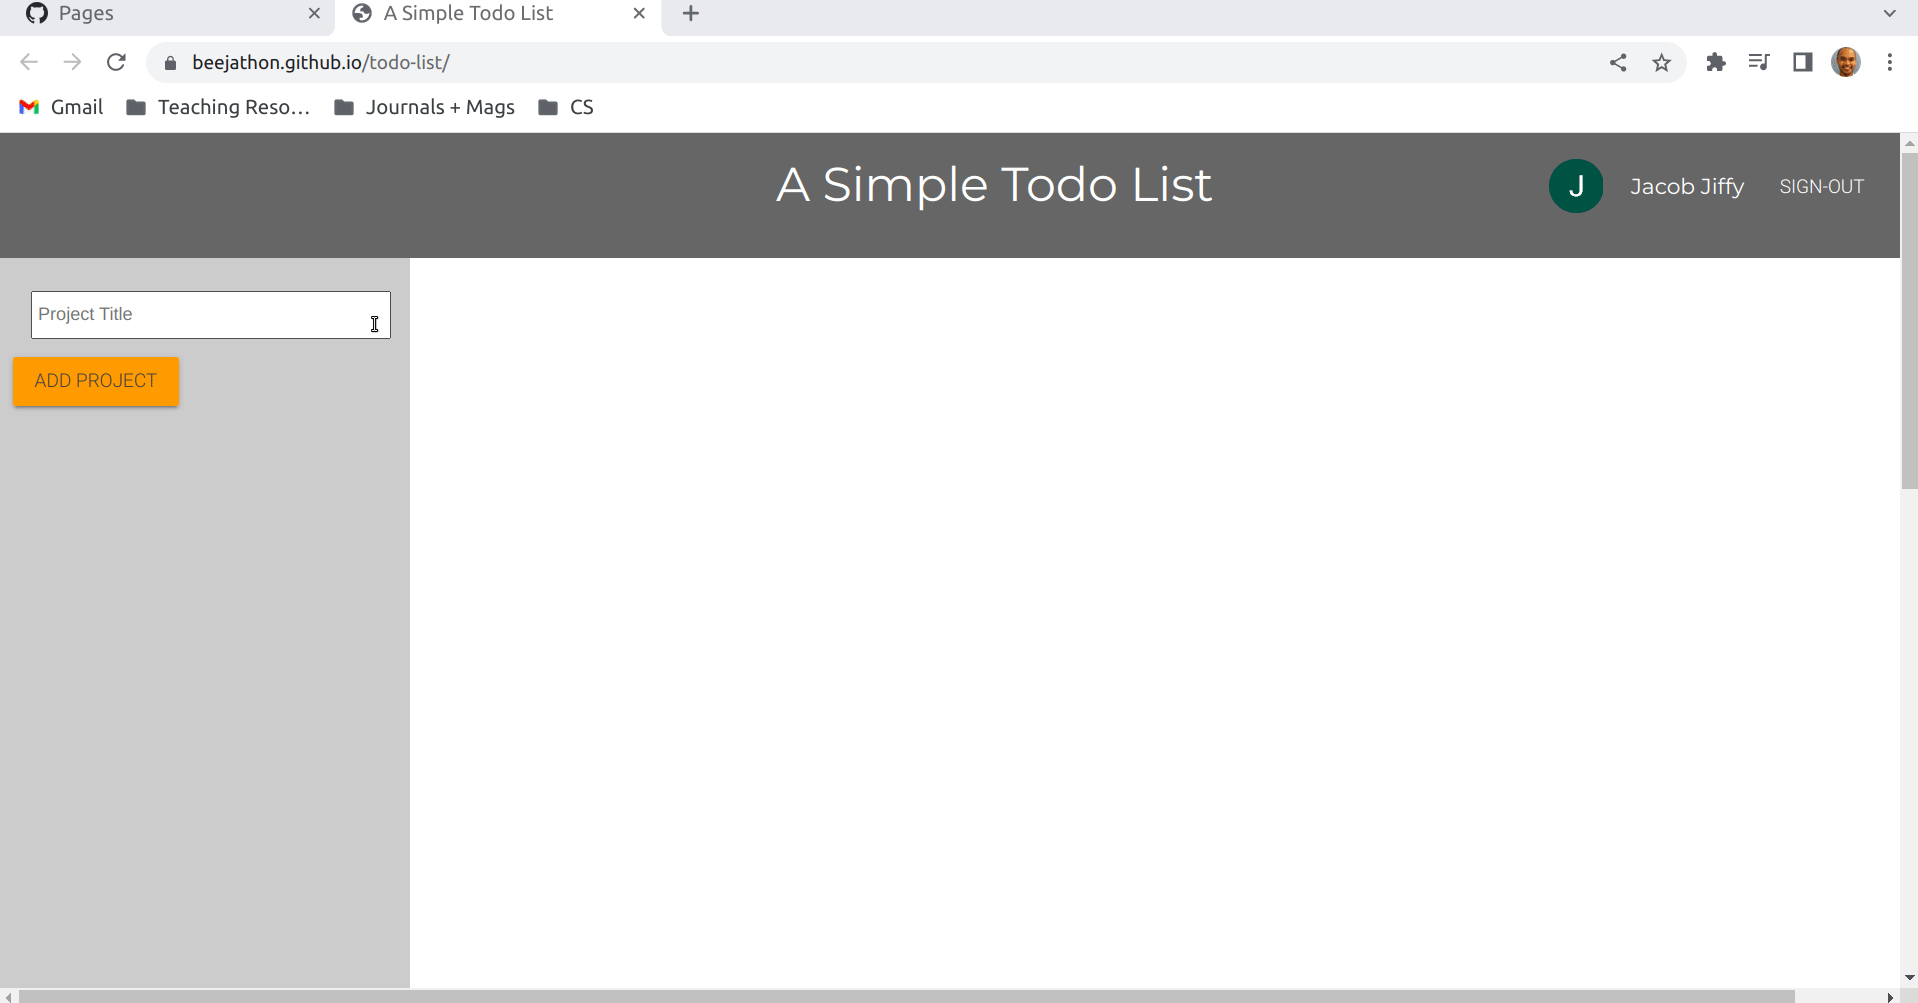 Pages
A Simple Todo List
beejathon.github.io/todo-list/
Gmail
Teaching Reso...
Journals + Mags
CS
A Simple Todo List
J
Jacob Jiffy
SIGN-OUT
Project Title
ADD PROJECT